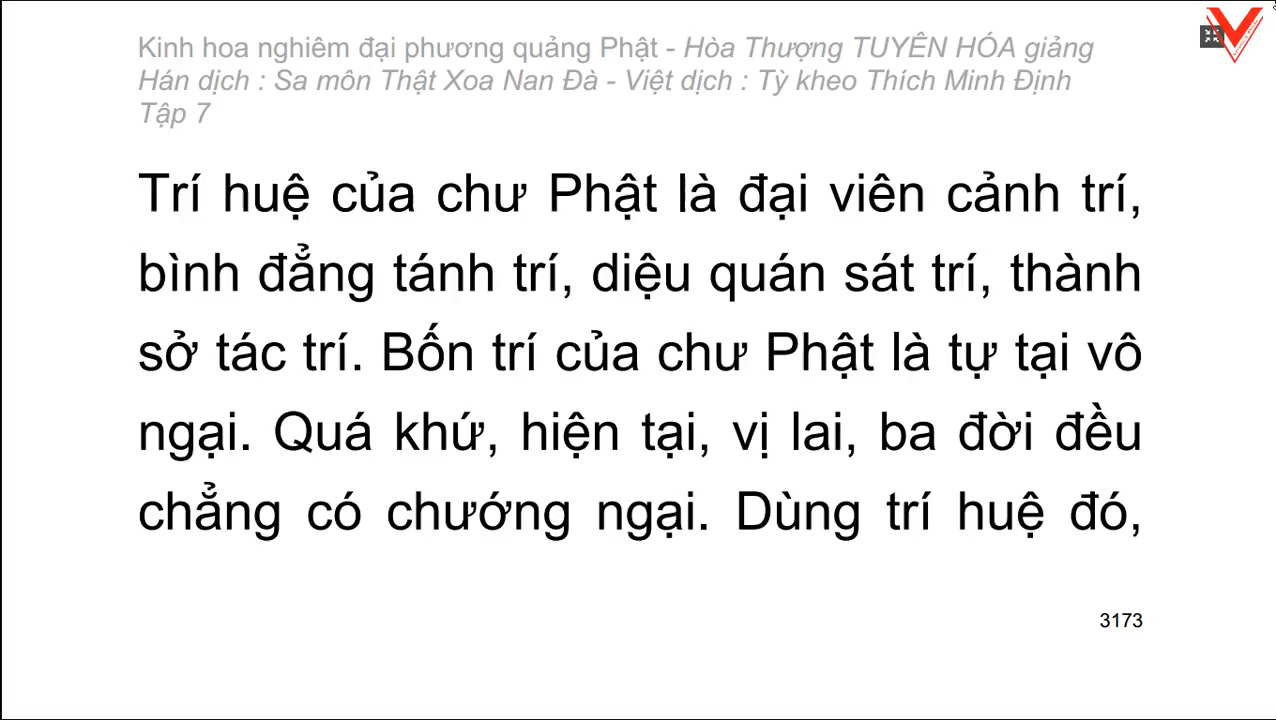 Kinh hoa nghiêm đại phương quảng Phật - Hòa Thượng TUYÊN HÓA giảng
Hán dịch : Sa môn Thật Xoa Nan Đà - Việt dịch : Tỳ kheo Thích Minh Định
Tập 7
Trí huệ của chư Phật là đại viên cảnh trí,
bình đẳng tánh trí, diệu quán sát trí, thành
sở tác trí. Bốn trí của chư Phật là tự tại vô
ngại. Quá khứ, hiện tại, vị lai, ba đời đều
chẳng có chướng ngại. Dùng trí huệ đó,
3173